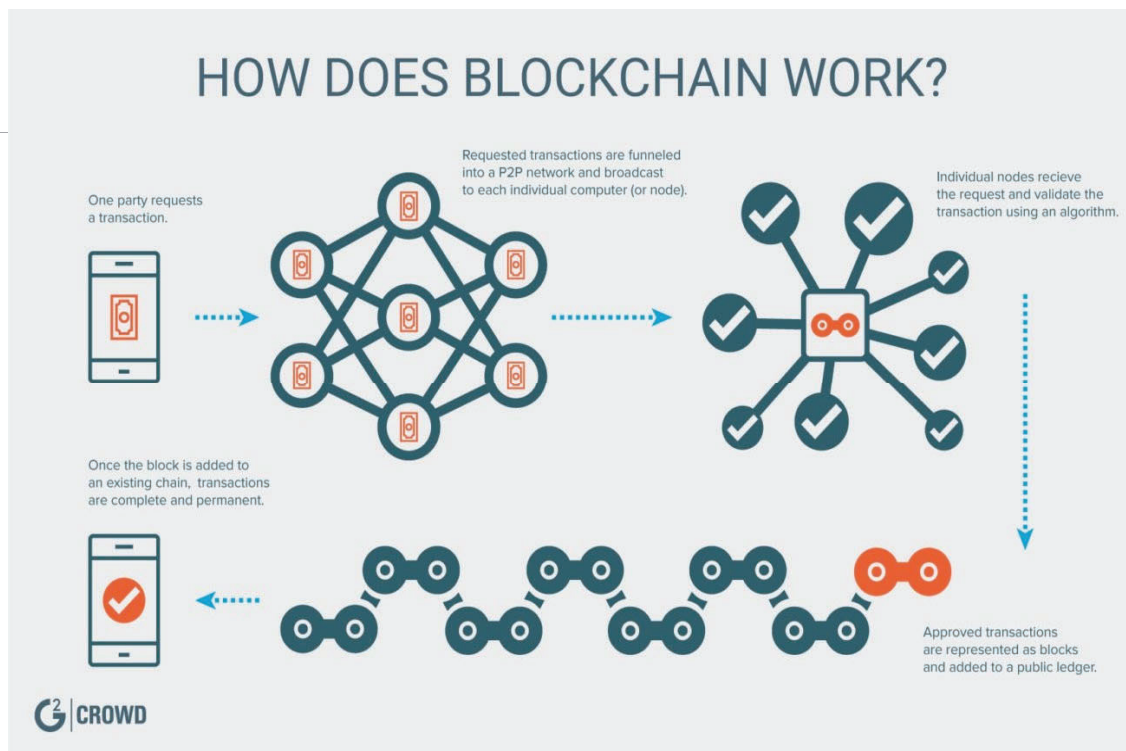 HOW DOES BLOCKCHAIN WORK?
One party requests
a transaction.
Requested transactions are funneled
into a P2P network and broadcast
to each individual computer (or node).
Individual nodes recieve
the request and validate the
transaction using an algorithm.
Approved transactions
are represented as blocks
and added to a public ledger.
Once the block is added to
an existing chain, transactions
are complete and permanent.
G2 | CROWD